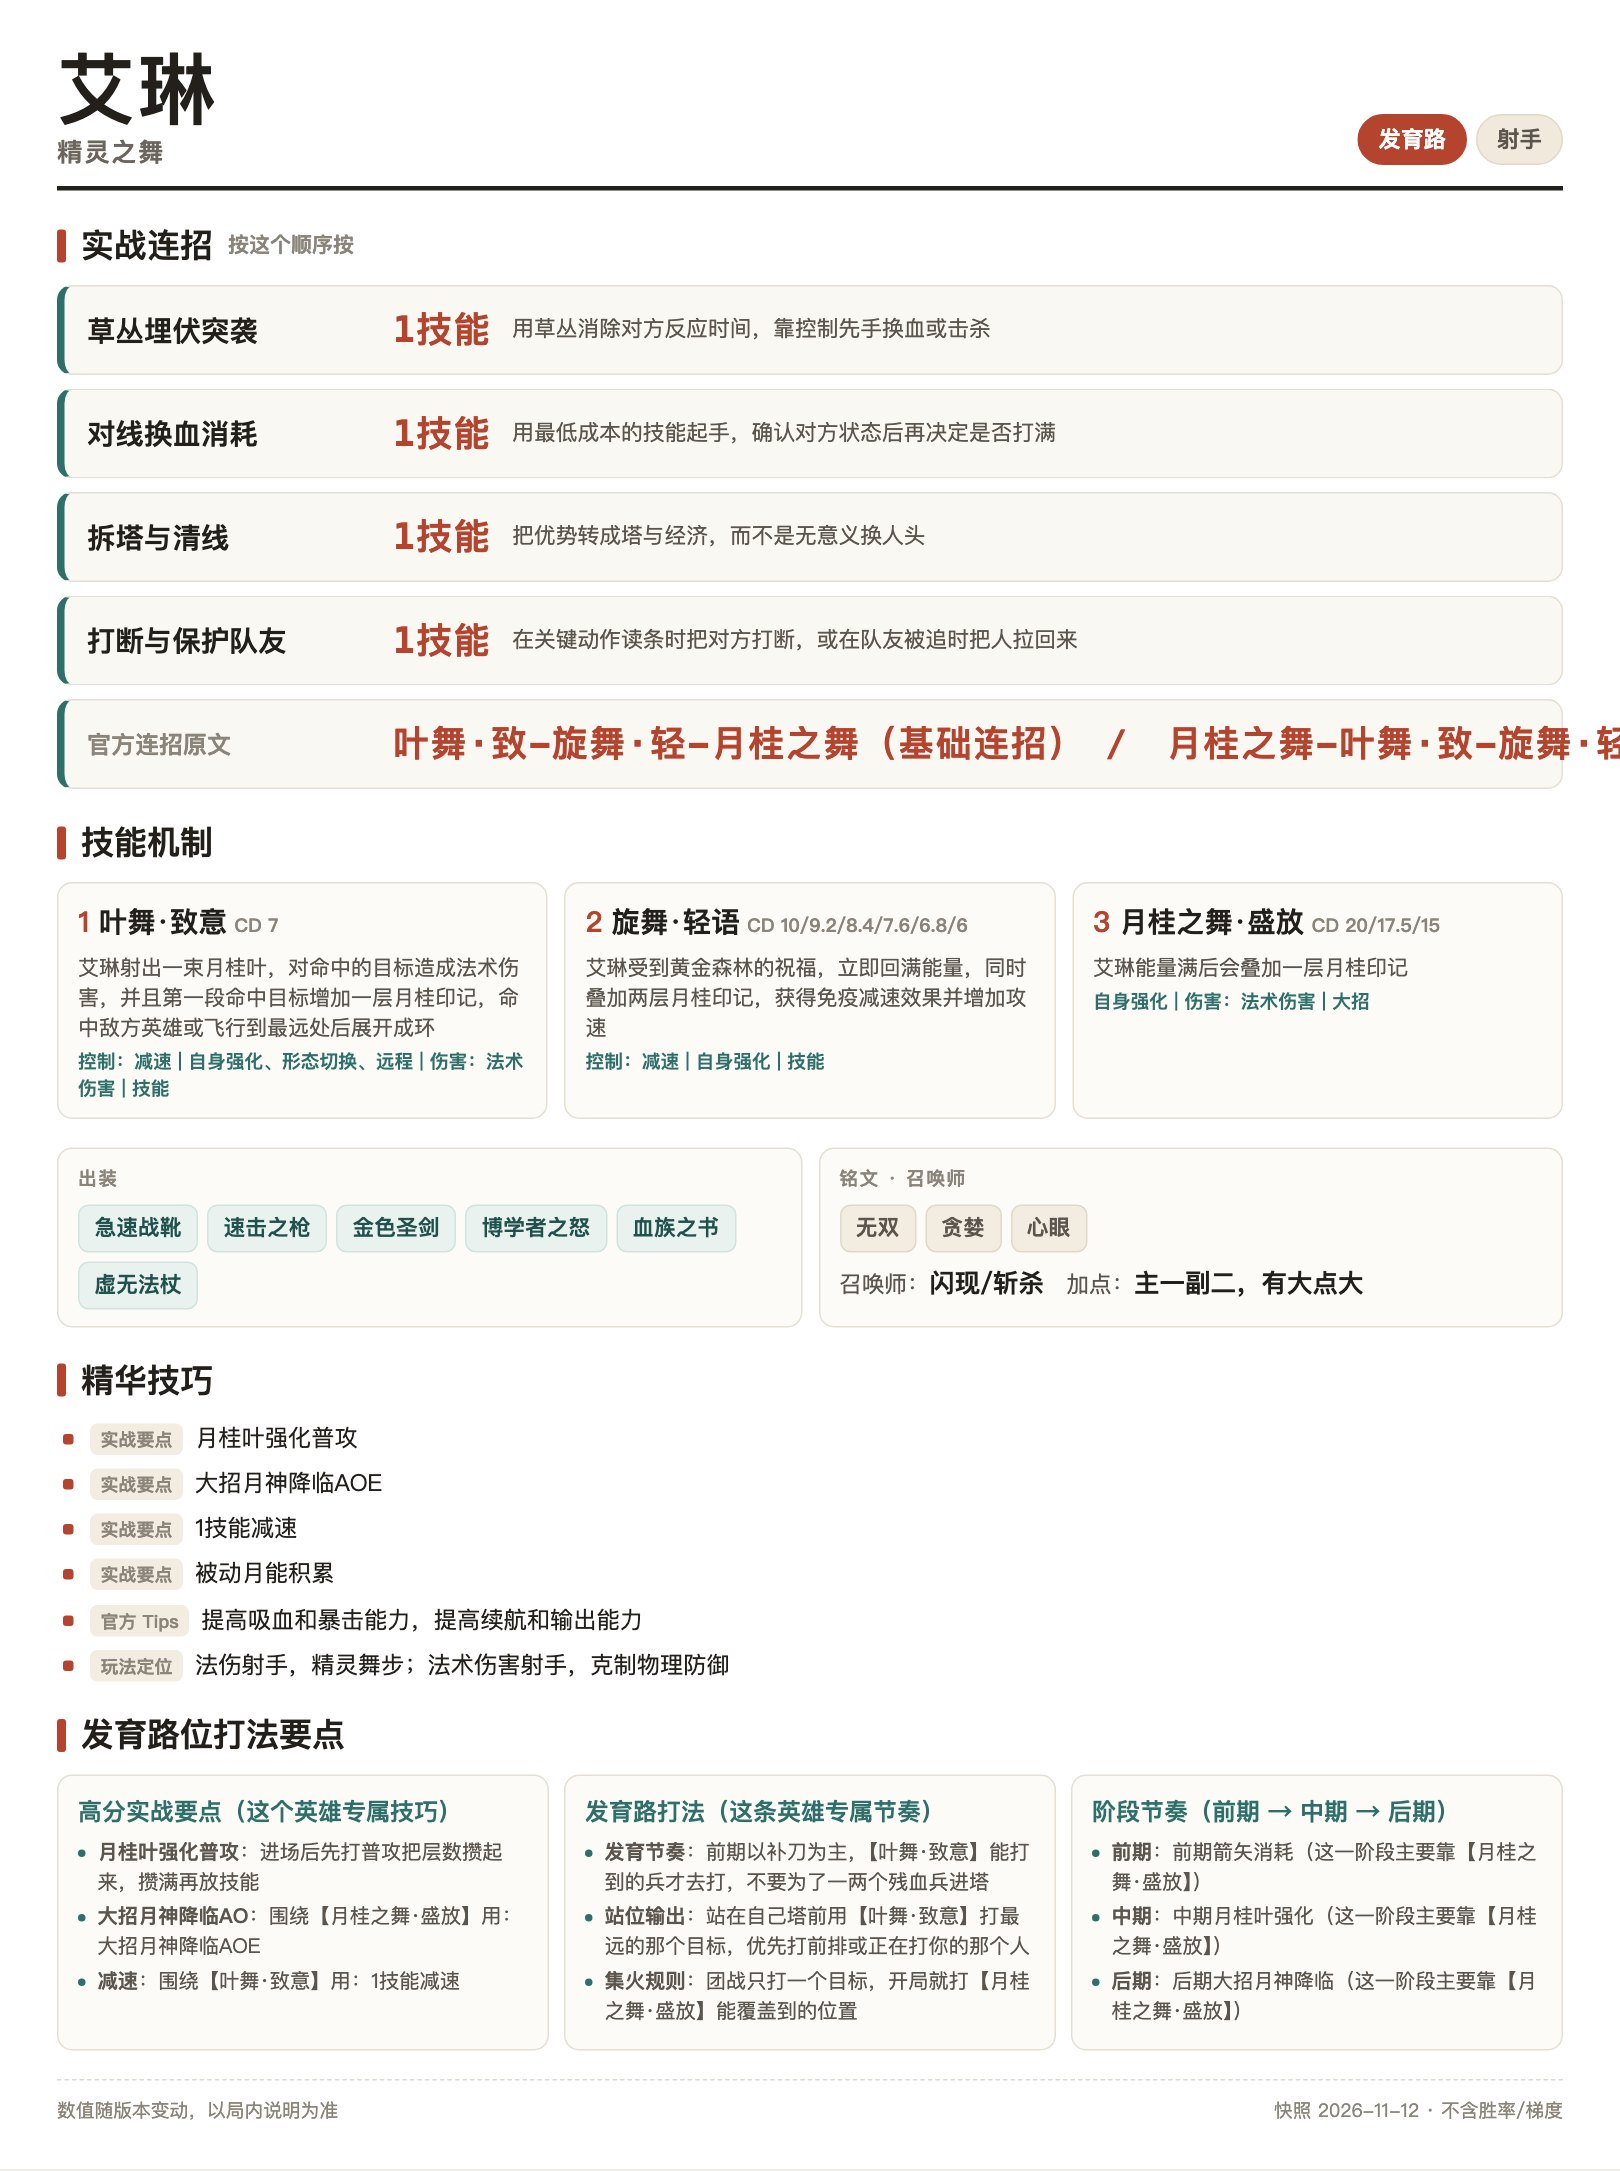 艾琳
精灵之舞
发育路 射手
实战连招 按这个顺序按
草丛埋伏突袭 1技能 用草丛消除对方反应时间，靠控制先手换血或击杀
对线换血消耗 1技能 用最低成本的技能起手，确认对方状态后再决定是否打满
拆塔与清线 1技能 把优势转成塔与经济，而不是无意义换人头
打断与保护队友 1技能 在关键动作读条时把对方打断，或在队友被追时把人拉回来
官方连招原文 叶舞·致–旋舞·轻–月桂之舞（基础连招） / 月桂之舞–叶舞·致–旋舞·轻
技能机制
1 叶舞·致意 CD 7
艾琳射出一束月桂叶，对命中的目标造成法术伤
害，并且第一段命中目标增加一层月桂印记，命
中敌方英雄或飞行到最远处后展开成环
控制：减速 | 自身强化、形态切换、远程 | 伤害：法术
伤害 | 技能
2 旋舞·轻语 CD 10/9.2/8.4/7.6/6.8/6
艾琳受到黄金森林的祝福，立即回满能量，同时
叠加两层月桂印记，获得免疫减速效果并增加攻
速
控制：减速 | 自身强化 | 技能
3 月桂之舞·盛放 CD 20/17.5/15
艾琳能量满后会叠加一层月桂印记
自身强化 | 伤害：法术伤害 | 大招
出装
急速战靴 速击之枪 金色圣剑 博学者之怒 血族之书
虚无法杖
铭文 · 召唤师
无双 贪婪 心眼
召唤师：闪现/斩杀 加点：主一副二，有大点大
精华技巧
实战要点 月桂叶强化普攻
实战要点 大招月神降临AOE
实战要点 1技能减速
实战要点 被动月能积累
官方 Tips 提高吸血和暴击能力，提高续航和输出能力
玩法定位 法伤射手，精灵舞步；法术伤害射手，克制物理防御
发育路位打法要点
高分实战要点（这个英雄专属技巧）
月桂叶强化普攻：进场后先打普攻把层数攒起
来，攒满再放技能
大招月神降临AO：围绕【月桂之舞·盛放】用：
大招月神降临AOE
减速：围绕【叶舞·致意】用：1技能减速
发育路打法（这条英雄专属节奏）
发育节奏：前期以补刀为主，【叶舞·致意】能打
到的兵才去打，不要为了一两个残血兵进塔
站位输出：站在自己塔前用【叶舞·致意】打最
远的那个目标，优先打前排或正在打你的那个人
集火规则：团战只打一个目标，开局就打【月桂
之舞·盛放】能覆盖到的位置
阶段节奏（前期 → 中期 → 后期）
前期：前期箭矢消耗（这一阶段主要靠【月桂之
舞·盛放】）
中期：中期月桂叶强化（这一阶段主要靠【月桂
之舞·盛放】）
后期：后期大招月神降临（这一阶段主要靠【月
桂之舞·盛放】）
数值随版本变动，以局内说明为准
快照 2026–11–12 · 不含胜率/梯度